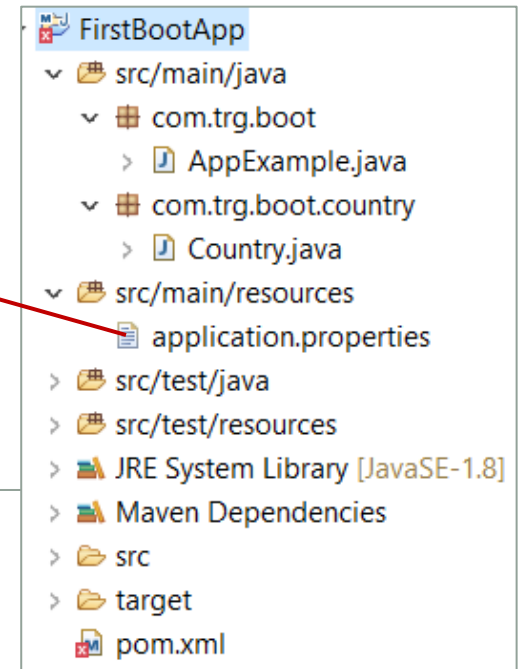 FirstBootApp
src/main/java
com.trg.boot
AppExample.java
com.trg.boot.country
Country.java
src/main/resources
application.properties
src/test/java
src/test/resources
JRE System Library [JavaSE-1.8]
Maven Dependencies
src
target
pom.xml